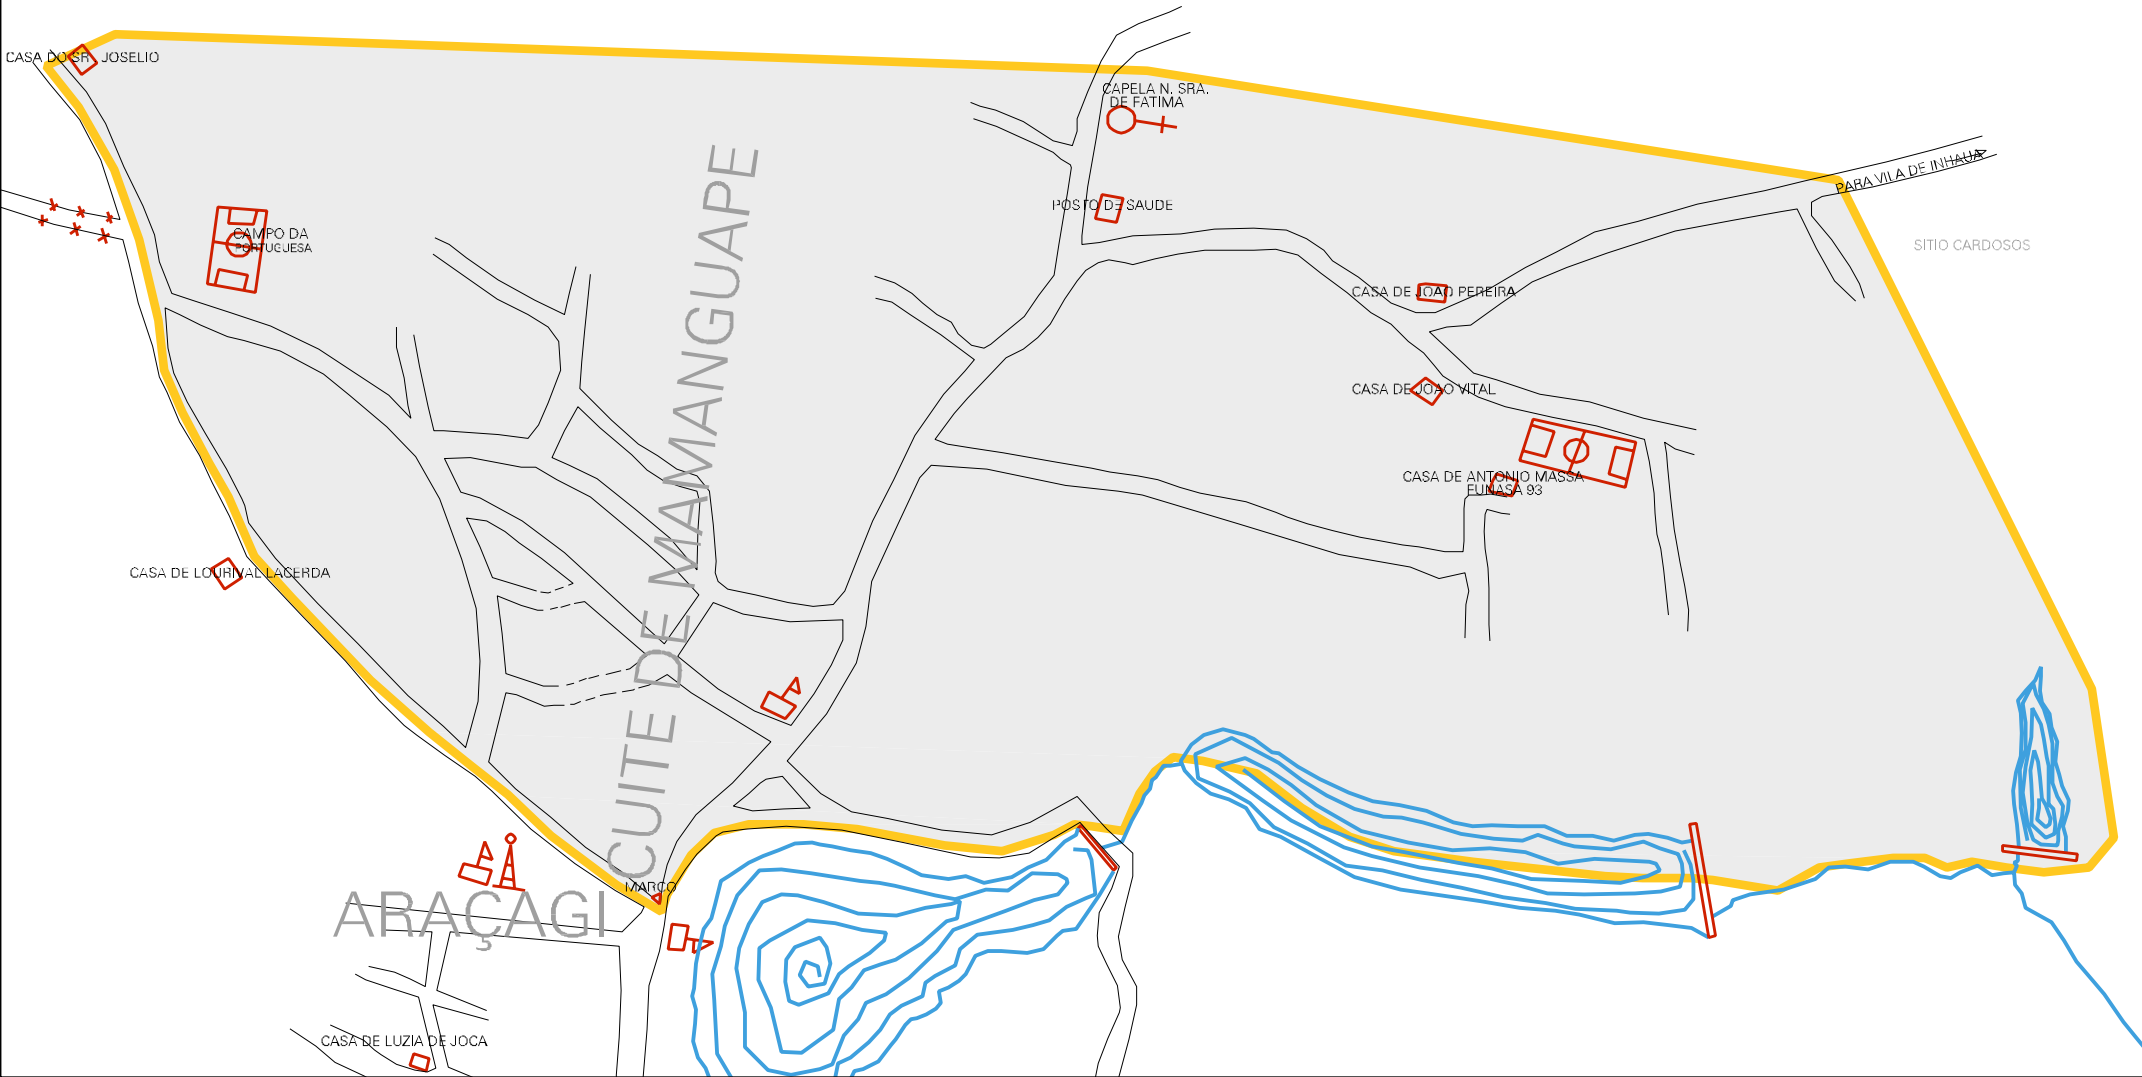 CASA DO SR. JOSELIO
CAPELA N. SRA.
DE FATIMA
PARA VILA DE INHAUA
POSTO DE SAUDE
CAMPO DA
PORTUGUESA
SITIO CARDOSOS
CASA DE JOAO PEREIRA
CUITE DE MAMANGUAPE
CASA DE JOAO VITAL
CASA DE ANTONIO MASSA
FUNASA 93
CASA DE LOURIVAL LACERDA
MARCO
ARAÇAGI
CASA DE LUZIA DE JOCA